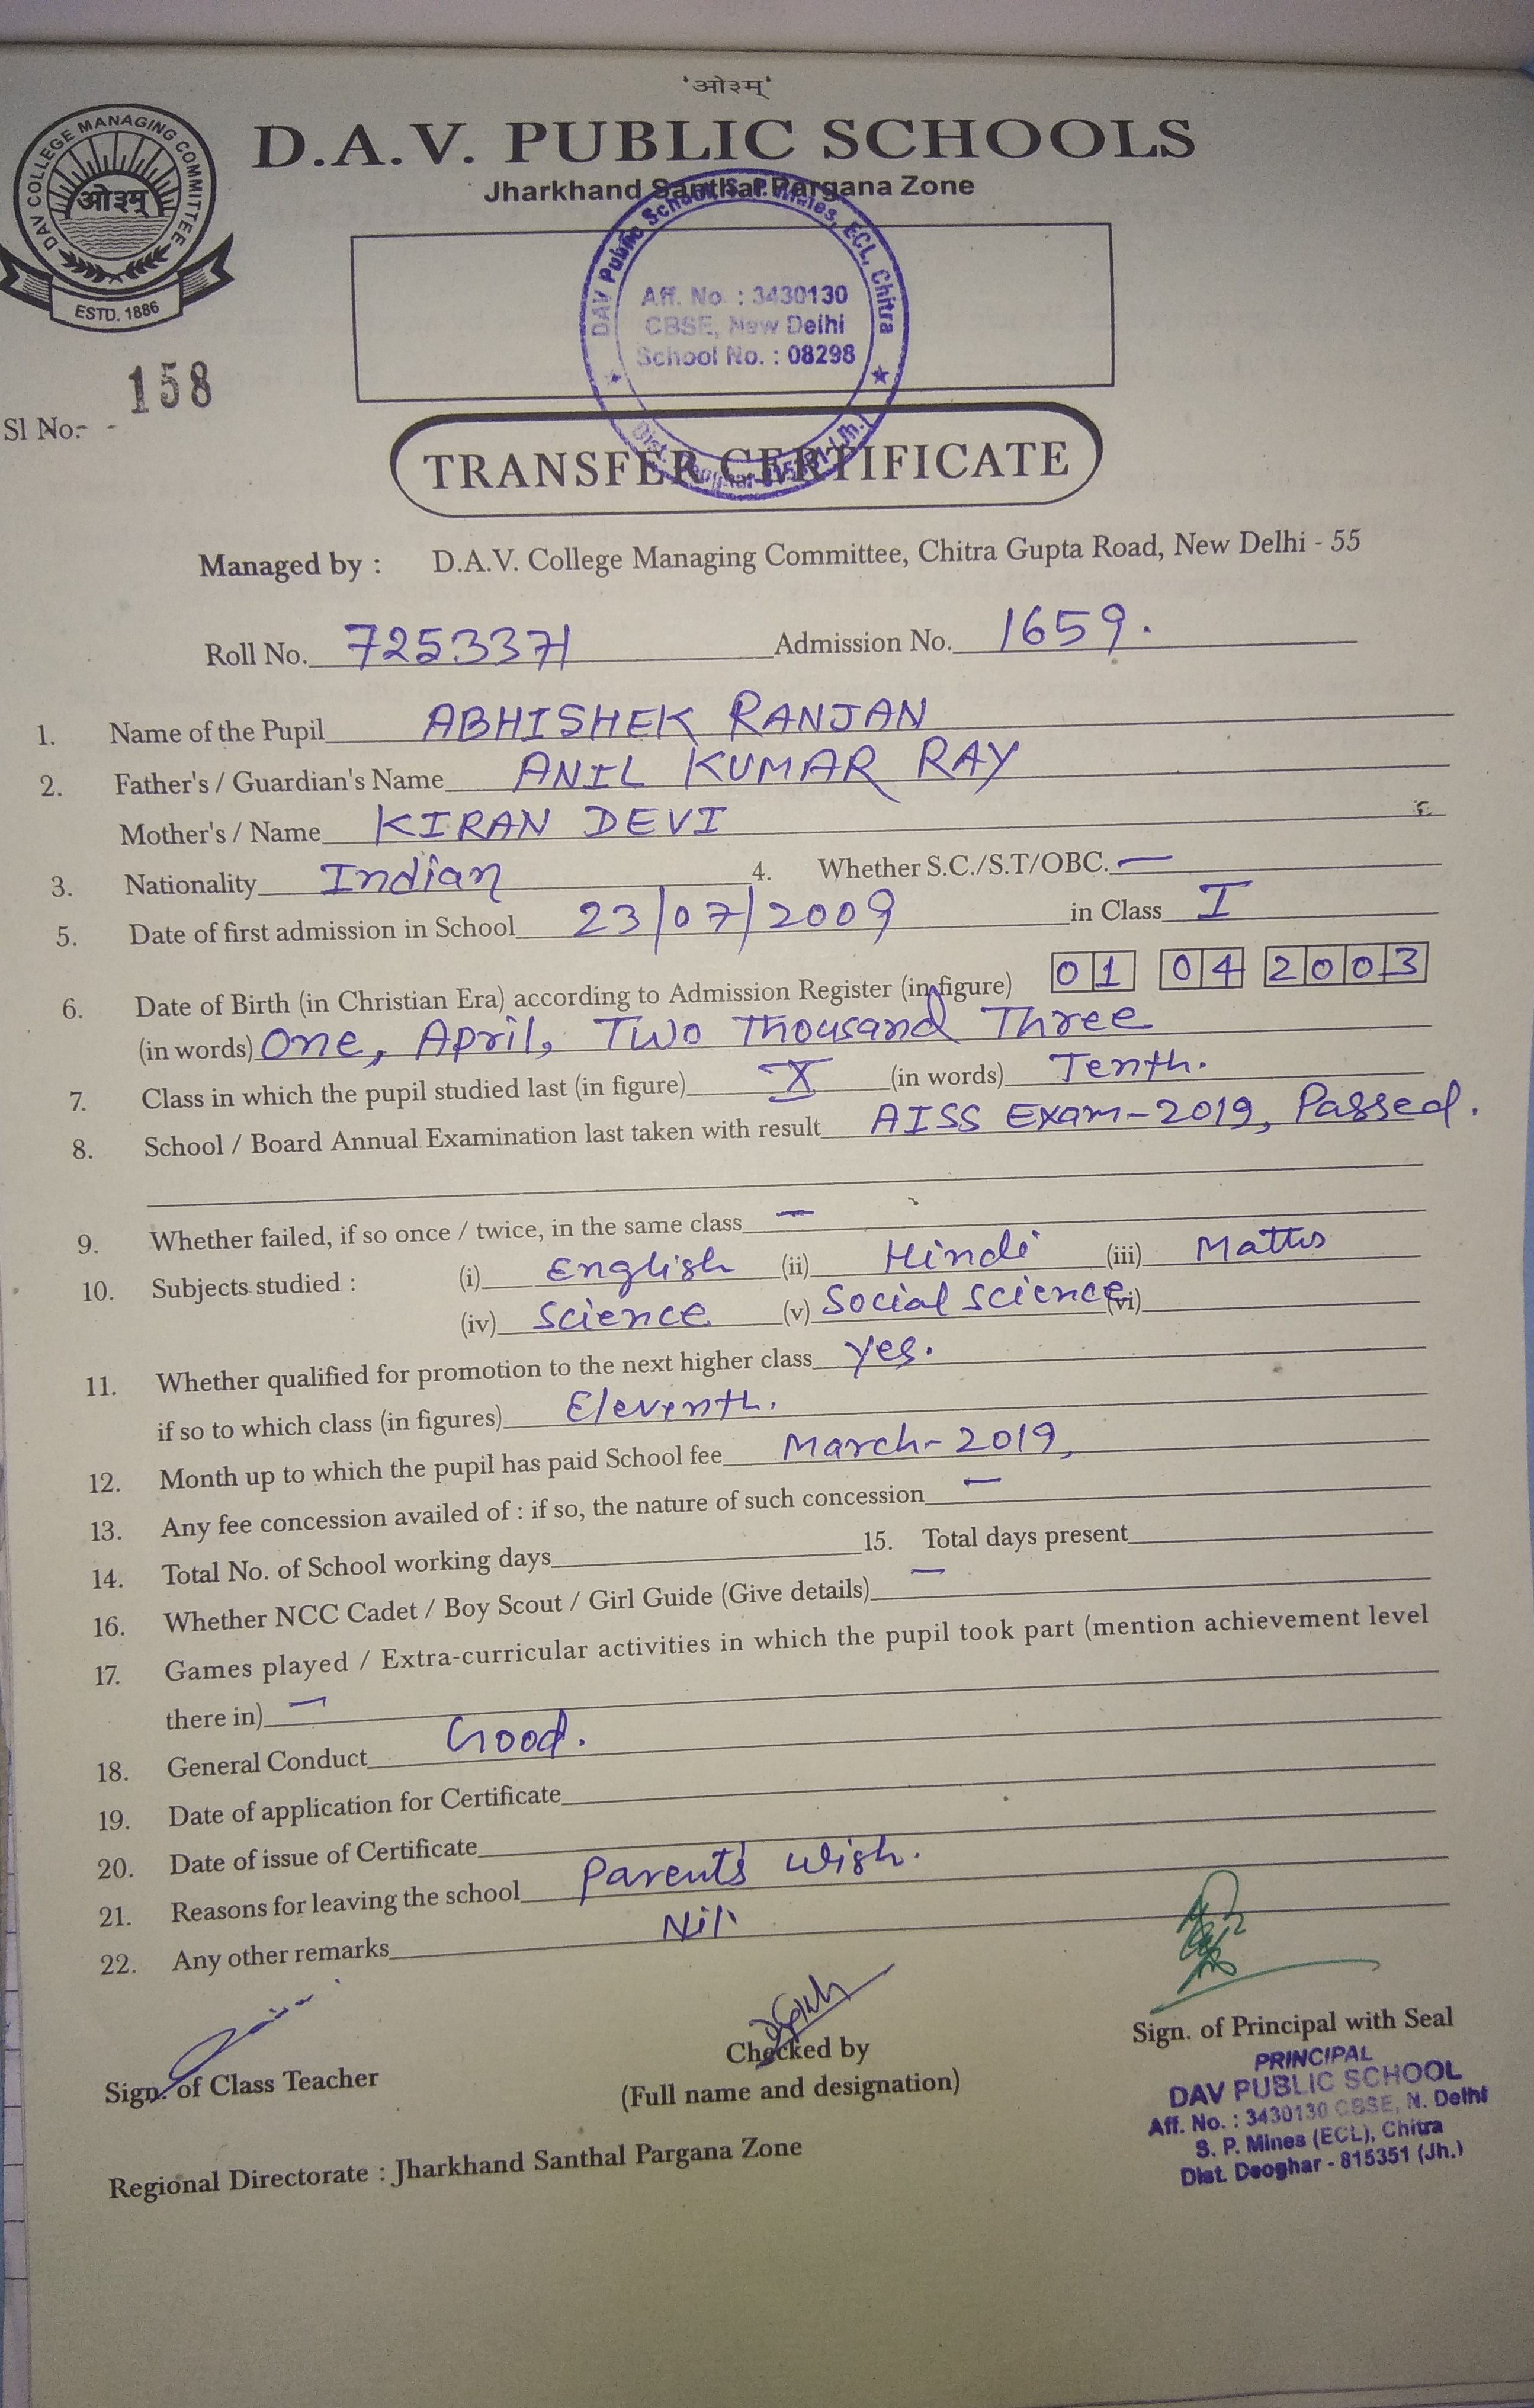 'ओ३म्'
D.A.V. PUBLIC SCHOOLS
Jharkhand Santhal Pargana Zone
DAV COLLEGE MANAGING COMMITTEE
ओ३म्
ESTD. 1886
DAV Public School, S. P. Mines, ECL, Chitra
Aff. No. : 3430130
CBSE, New Delhi
School No. : 08298
Sl No.- - 158
TRANSFER CERTIFICATE
Managed by : D.A.V. College Managing Committee, Chitra Gupta Road, New Delhi - 55
Roll No. 7253371 Admission No. 1659.
1. Name of the Pupil ABHISHEK RANJAN
2. Father's / Guardian's Name ANIL KUMAR RAY
Mother's / Name KIRAN DEVI
3. Nationality Indian 4. Whether S.C./S.T/OBC. —
5. Date of first admission in School 23/07/2009 in Class I
6. Date of Birth (in Christian Era) according to Admission Register (in figure) 01 04 2003
(in words) One, April, Two Thousand Three
7. Class in which the pupil studied last (in figure) X (in words) Tenth.
8. School / Board Annual Examination last taken with result AISS Exam-2019, Passed.
9. Whether failed, if so once / twice, in the same class —
10. Subjects studied : (i) English (ii) Hindi (iii) Maths
(iv) Science (v) Social Science (vi)
11. Whether qualified for promotion to the next higher class yes.
if so to which class (in figures) Eleventh.
12. Month up to which the pupil has paid School fee March-2019,
13. Any fee concession availed of : if so, the nature of such concession —
14. Total No. of School working days 15. Total days present
16. Whether NCC Cadet / Boy Scout / Girl Guide (Give details) —
17. Games played / Extra-curricular activities in which the pupil took part (mention achievement level
there in) —
18. General Conduct Good.
19. Date of application for Certificate
20. Date of issue of Certificate
21. Reasons for leaving the school Parent's Wish.
22. Any other remarks Nil
Sign. of Class Teacher
Checked by
(Full name and designation)
Sign. of Principal with Seal
PRINCIPAL
DAV PUBLIC SCHOOL
Aff. No. : 3430130 CBSE, N. Delhi
S. P. Mines (ECL), Chitra
Dist. Deoghar - 815351 (Jh.)
Regional Directorate : Jharkhand Santhal Pargana Zone